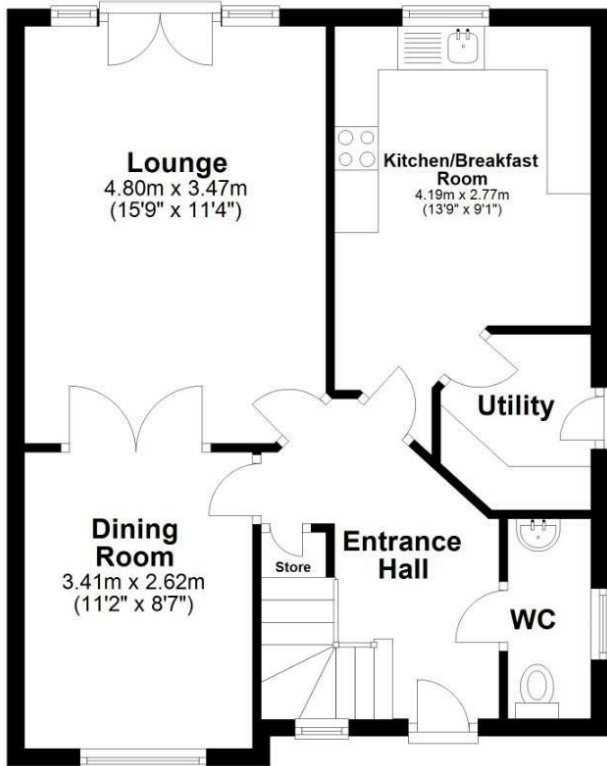 Lounge
4.80m x 3.47m
(15'9" x 11'4")
Kitchen/Breakfast
Room
4.19m x 2.77m
(13'9" x 9'1")
Utility
Dining
Room
3.41m x 2.62m
(11'2" x 8'7")
Store
Entrance
Hall
WC